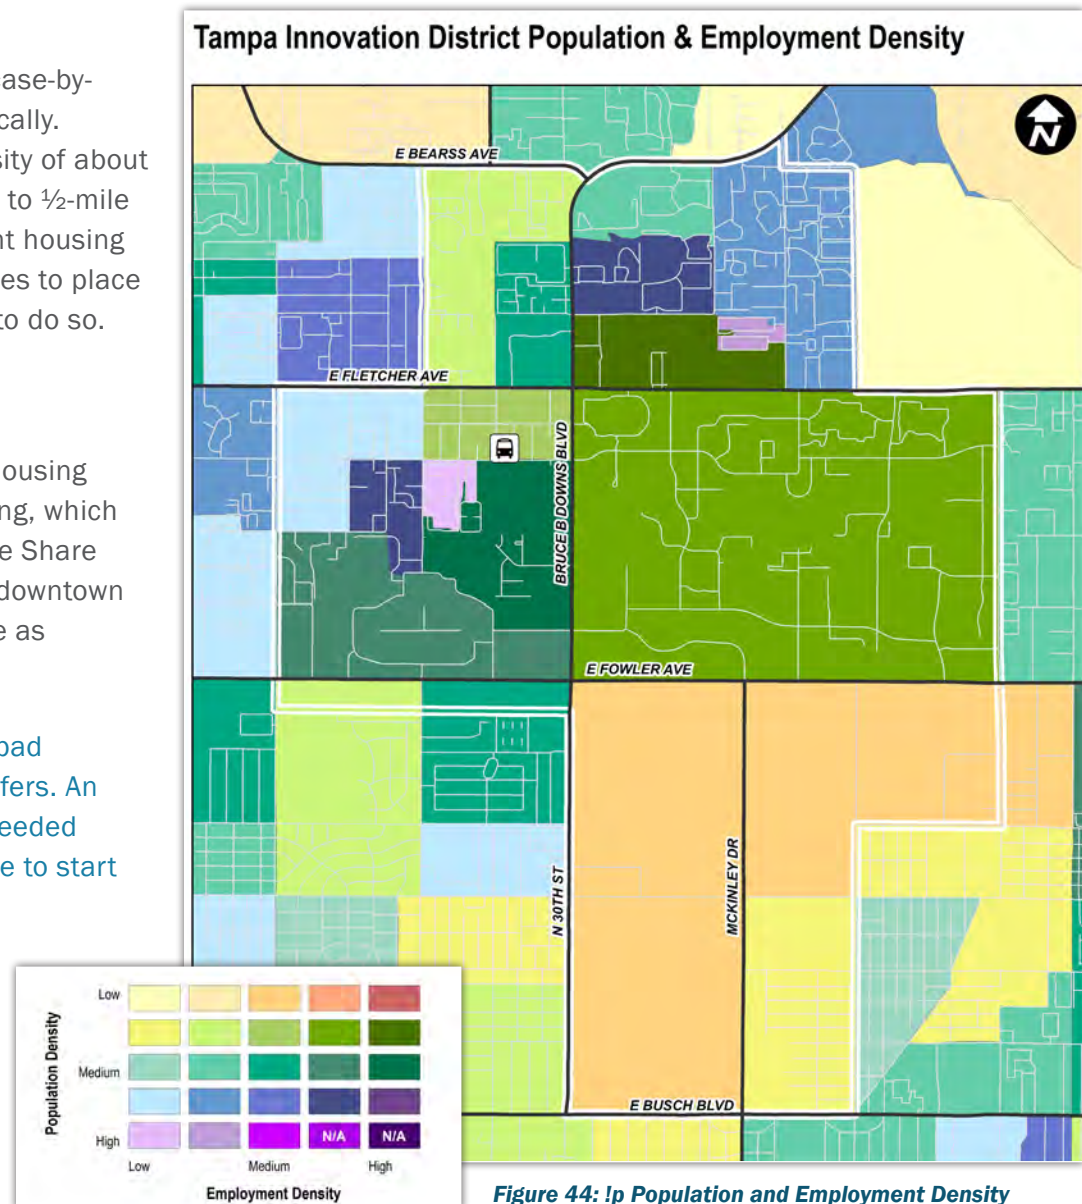 Tampa Innovation District Population & Employment Density
case-by-
cally.
sity of about
to ½-mile
nt housing
es to place
to do so.
ousing
ng, which
e Share
downtown
e as
oad
fers. An
eeded
e to start
N
E BEARSS AVE
E FLETCHER AVE
BRUCE B DOWNS BLVD
E FOWLER AVE
N 30TH ST
MCKINLEY DR
E BUSCH BLVD
Population Density
Low
Medium
High
N/A
N/A
Low
Medium
High
Employment Density
Figure 44: !p Population and Employment Density